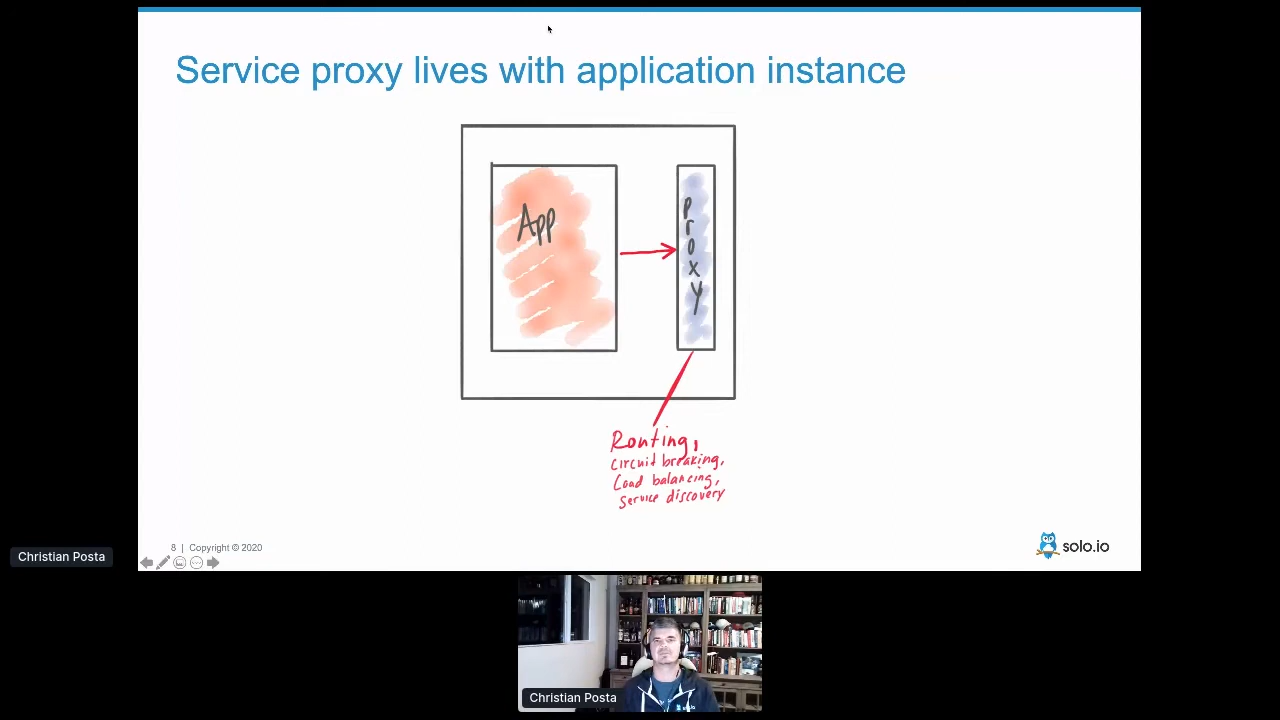 Service proxy lives with application instance
App
proxy
Routing,
circuit breaking,
Load balancing,
service discovery
8 | Copyright © 2020
solo.io
Christian Posta
Christian Posta